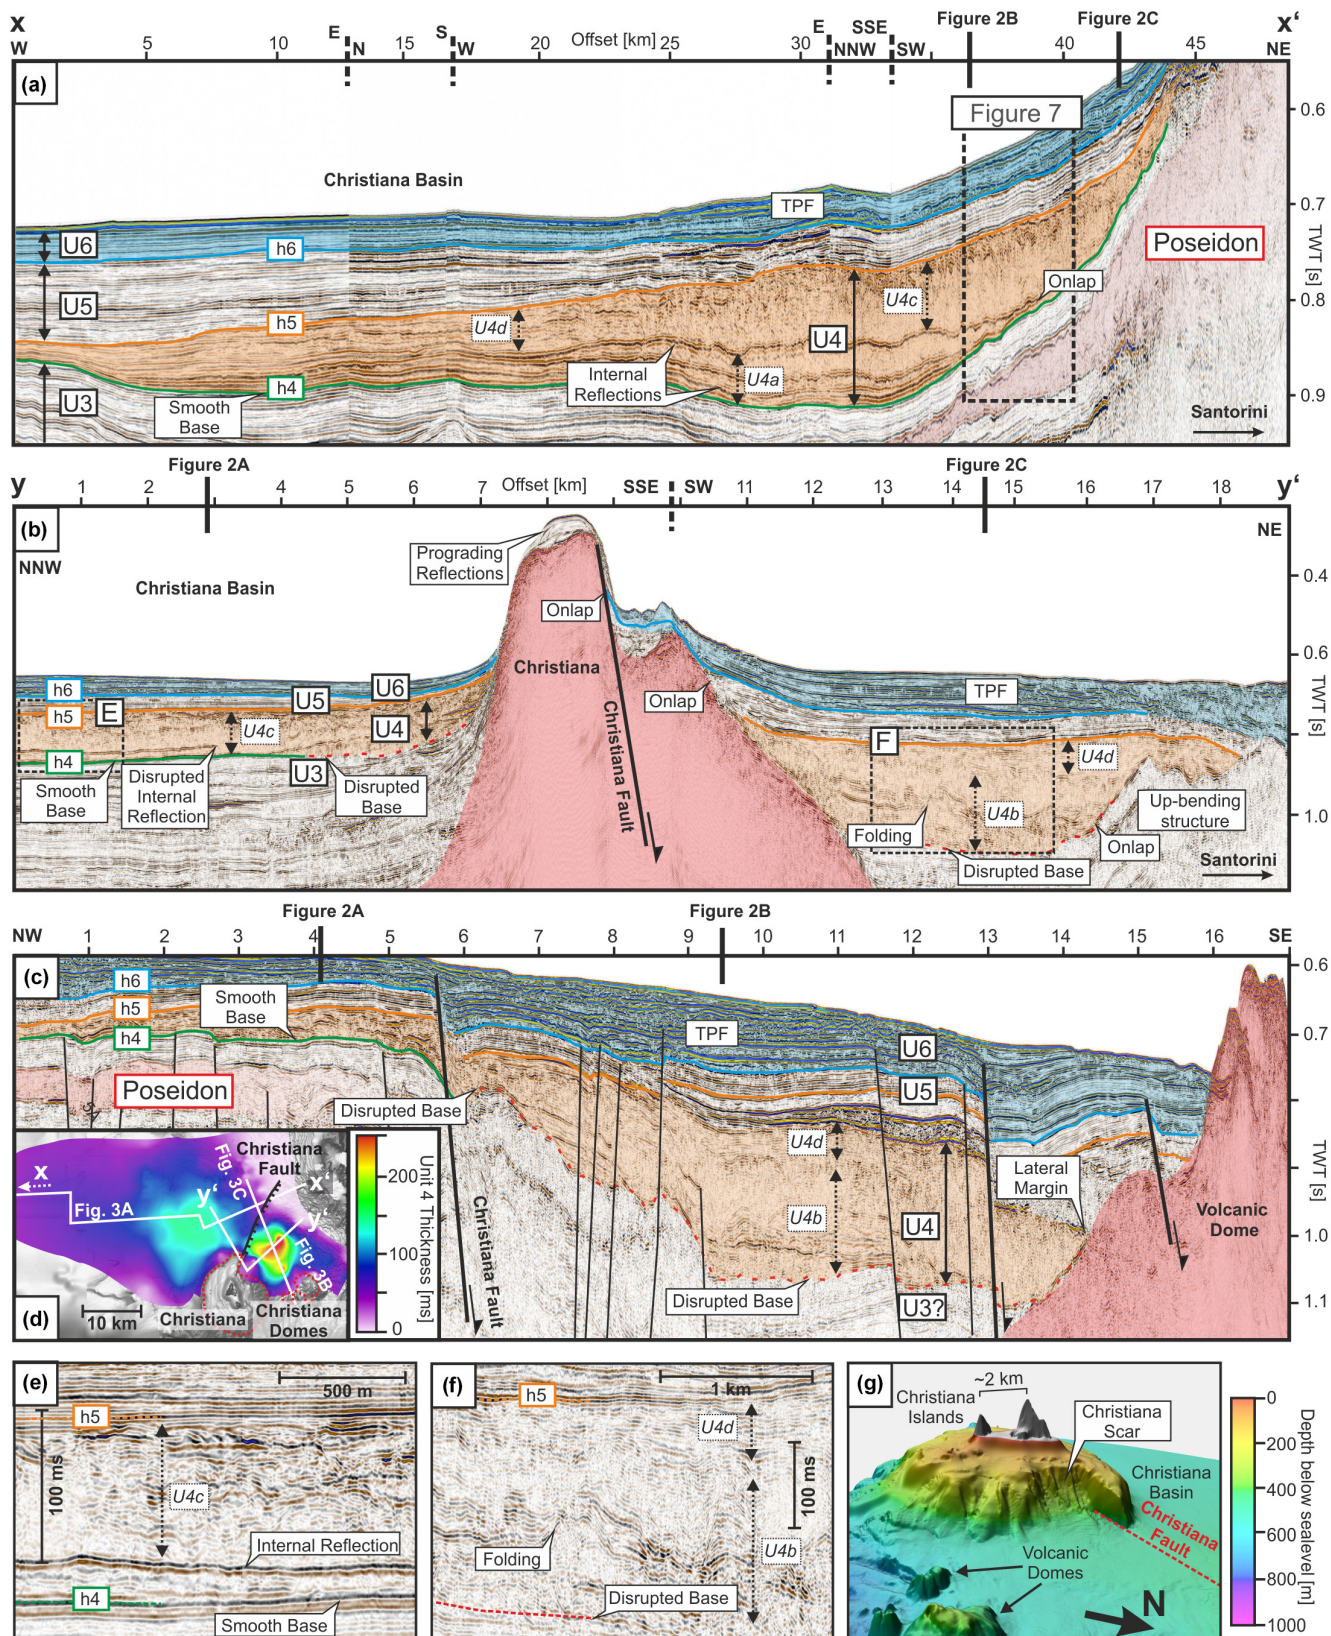 Figure 2B
Figure 2C
x
x‘
W
5
10
E
N
15
S
W
20
Offset [km]
25
30
E
SSE
NNW
SW
40
45
NE
(a)
Figure 7
0.6
Christiana Basin
TPF
0.7
U6
h6
Poseidon
TWT [s]
U5
U4c
Onlap
0.8
h5
U4d
U4
U4a
Internal
Reflections
h4
U3
Smooth
Base
0.9
Santorini
Figure 2A
Figure 2C
y
y‘
1
2
3
4
5
6
7
Offset [km]
SSE
SW
11
12
13
14
15
16
17
18
(b)
NNW
NE
Prograding
Reflections
0.4
Christiana Basin
Onlap
0.6
Christiana
h6
U5
U6
Onlap
TPF
TWT [s]
h5
E
U4c
U4
Christiana Fault
F
U4d
h4
U3
Smooth
Base
Disrupted
Internal
Reflection
Disrupted
Base
U4b
Folding
Up-bending
structure
1.0
Onlap
Disrupted Base
Santorini
Figure 2A
Figure 2B
NW
1
2
3
4
5
6
7
8
9
10
11
12
13
14
15
16
SE
(c)
0.6
h6
Smooth
Base
h5
h4
TPF
U6
0.7
Poseidon
U5
Disrupted Base
U4d
TWT [s]
Lateral
Margin
Christiana
Fault
Fig. 3C
x
x‘
y‘
y‘
Fig. 3A
Fig. 3B
200
100
0
Unit 4 Thickness [ms]
Christiana Fault
U4b
U4
Volcanic
Dome
1.0
Disrupted Base
U3?
1.1
(d)
10 km
Christiana
Christiana
Domes
(e)
500 m
h5
100 ms
U4c
Internal Reflection
h4
Smooth Base
(f)
1 km
h5
U4d
100 ms
Folding
U4b
Disrupted Base
(g)
~2 km
Christiana
Islands
Christiana
Scar
Christiana
Basin
Christiana
Fault
Volcanic
Domes
N
0
200
400
600
800
1000
Depth below sealevel [m]